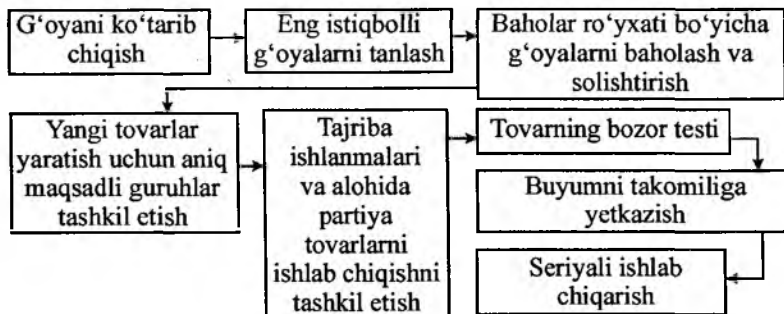 G‘oyani ko‘tarib
chiqish
Eng istiqbolli
g‘oyalarni tanlash
Baholar ro‘yxati bo‘yicha
g‘oyalarni baholash va
solishtirish
Yangi tovarlar
yaratish uchun aniq
maqsadli guruhlar
tashkil etish
Tajriba
ishlanmalari
va alohida
partiya
tovarlarni
ishlab chiqishni
tashkil etish
Tovarning bozor testi
Buyumni takomiliga
yetkazish
Seriyali ishlab
chiqarish